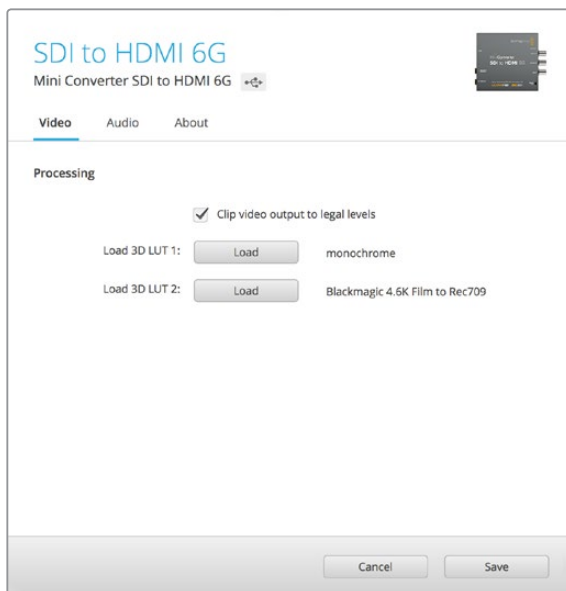 SDI to HDMI 6G
Mini Converter SDI to HDMI 6G
Video Audio About
Processing
Clip video output to legal levels
Load 3D LUT 1: Load monochrome
Load 3D LUT 2: Load Blackmagic 4.6K Film to Rec709
Cancel Save